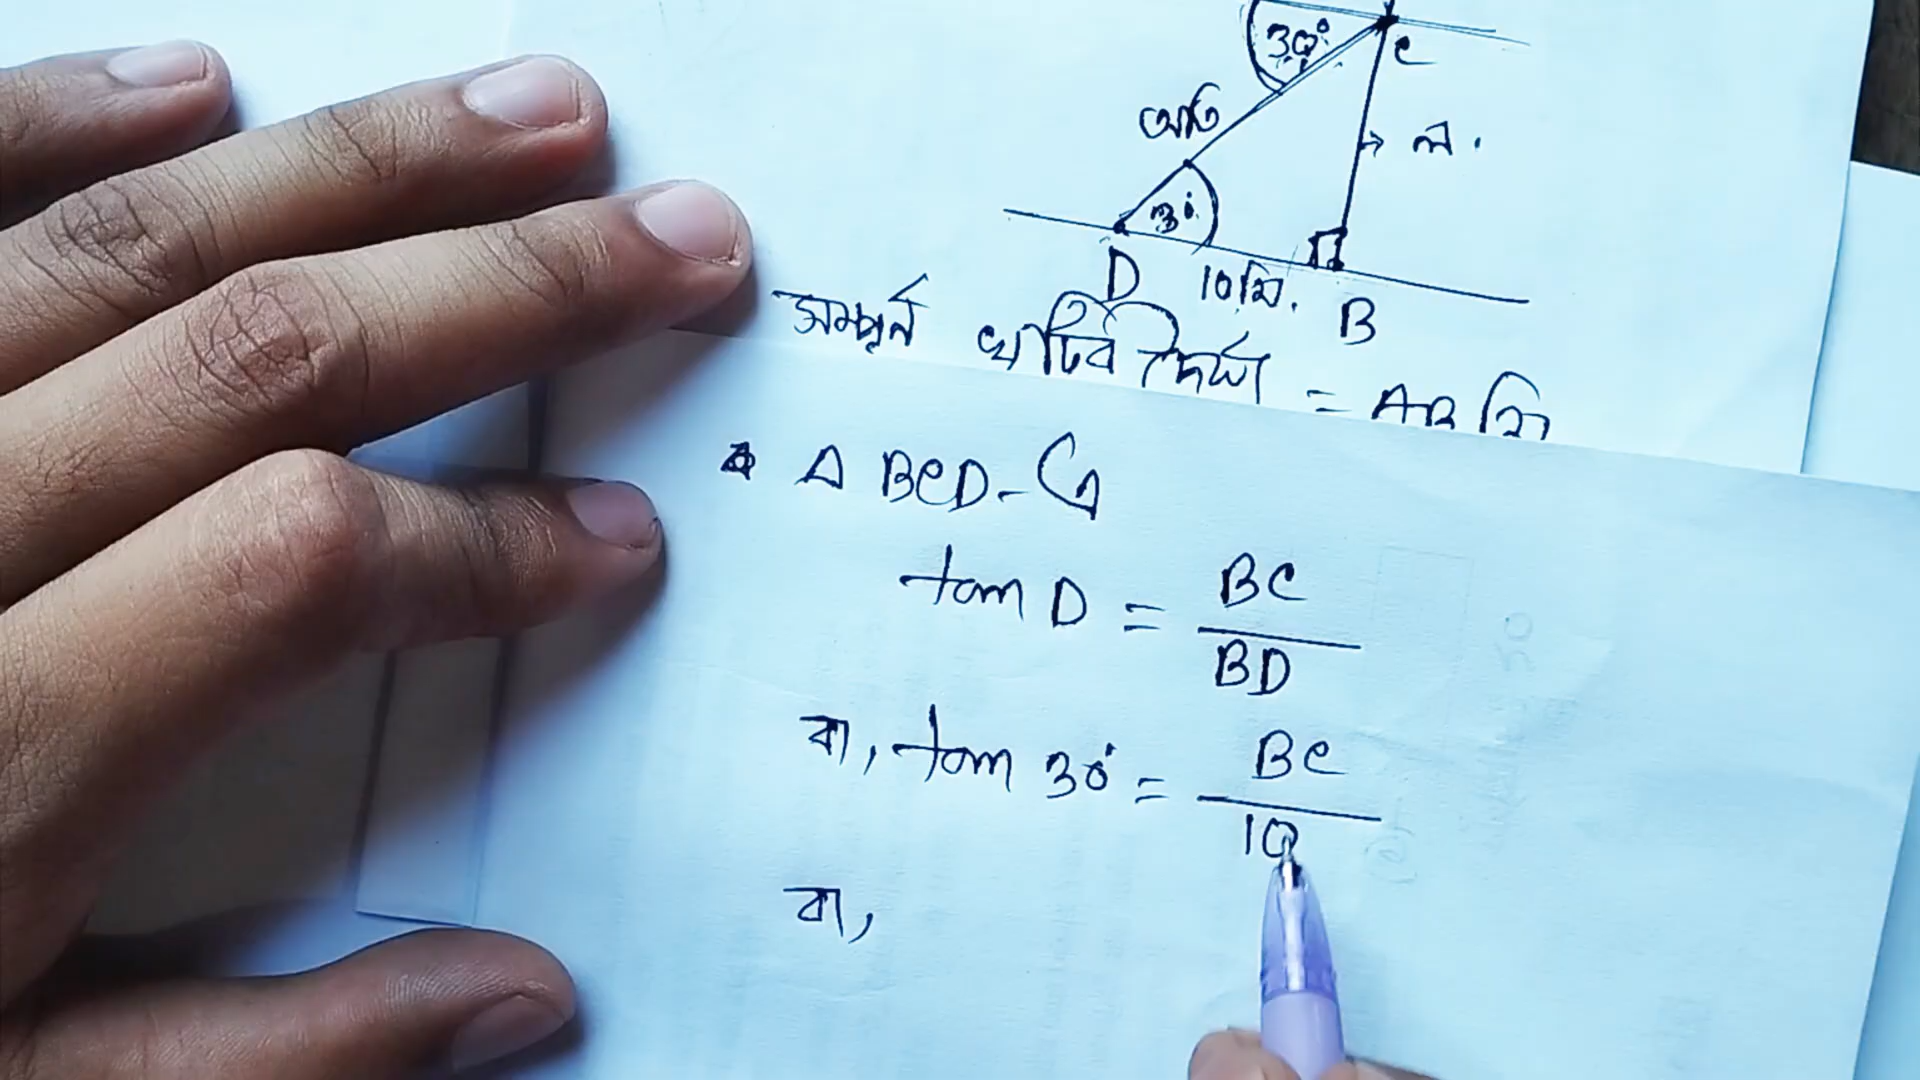 30°
C
অতি
ল.
30°
D 10মি. B
সম্পূর্ন খুটির দৈর্ঘ্য = AB মি
Δ BCD-এ
tan D = BC / BD
বা, tan 30° = BC / 10
বা,